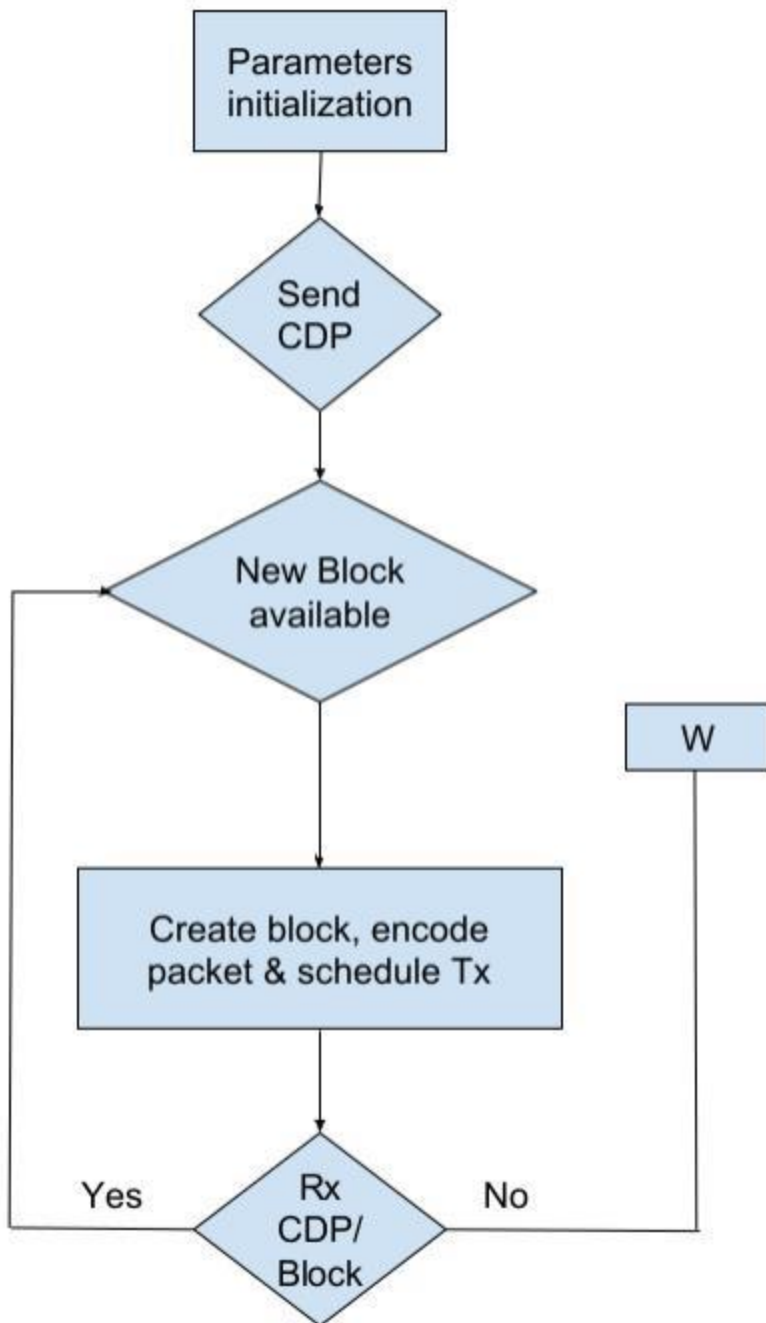 Parameters
initialization
Send
CDP
New Block
available
W
Create block, encode
packet & schedule Tx
Yes
Rx
CDP/
Block
No